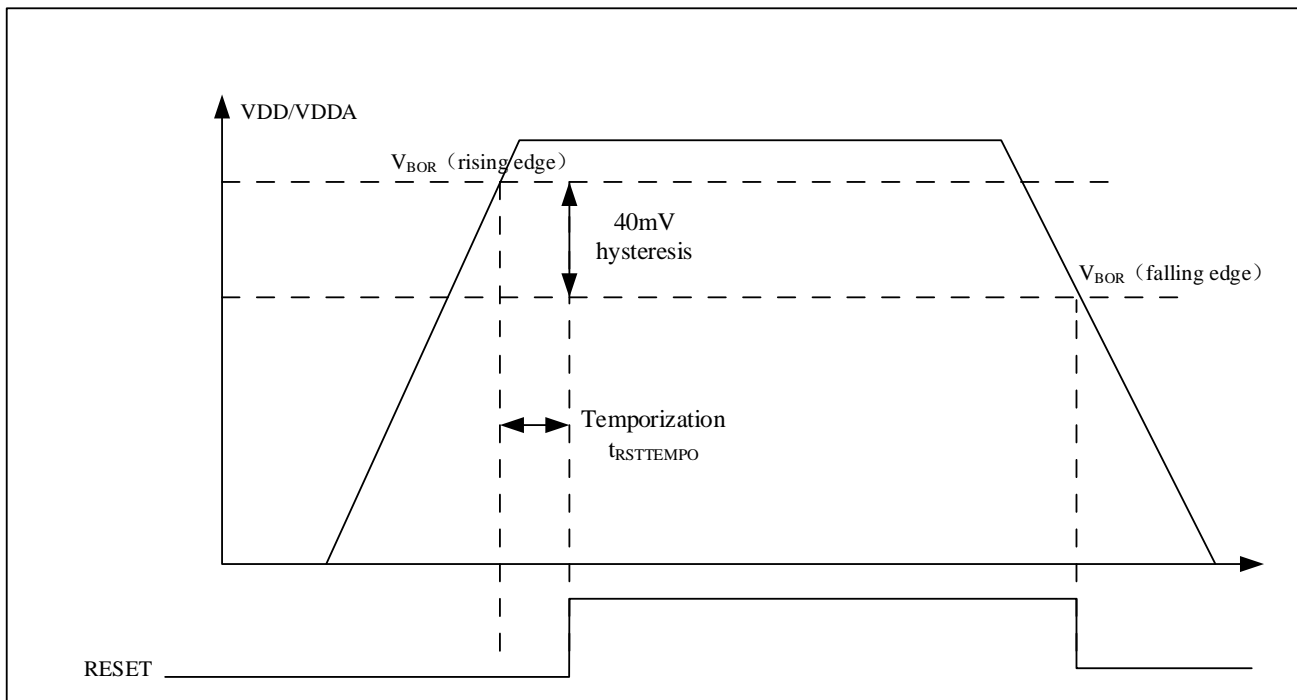 VDD/VDDA
VBOR（rising edge）
40mV
hysteresis
VBOR（falling edge）
Temporization
tRSTTEMPO
RESET